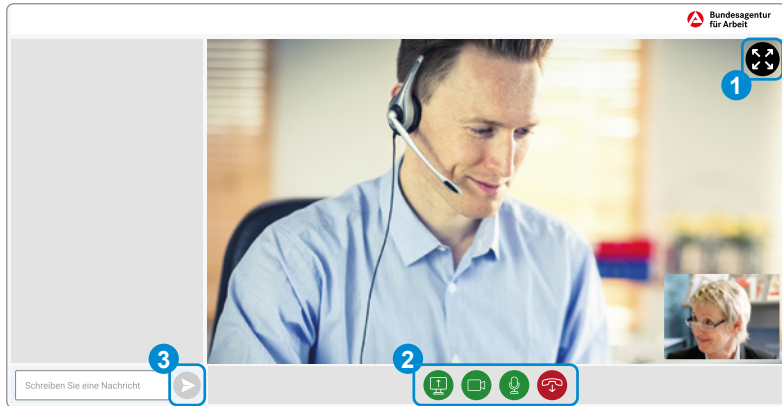 Bundesagentur
für Arbeit
1
3
2
Schreiben Sie eine Nachricht